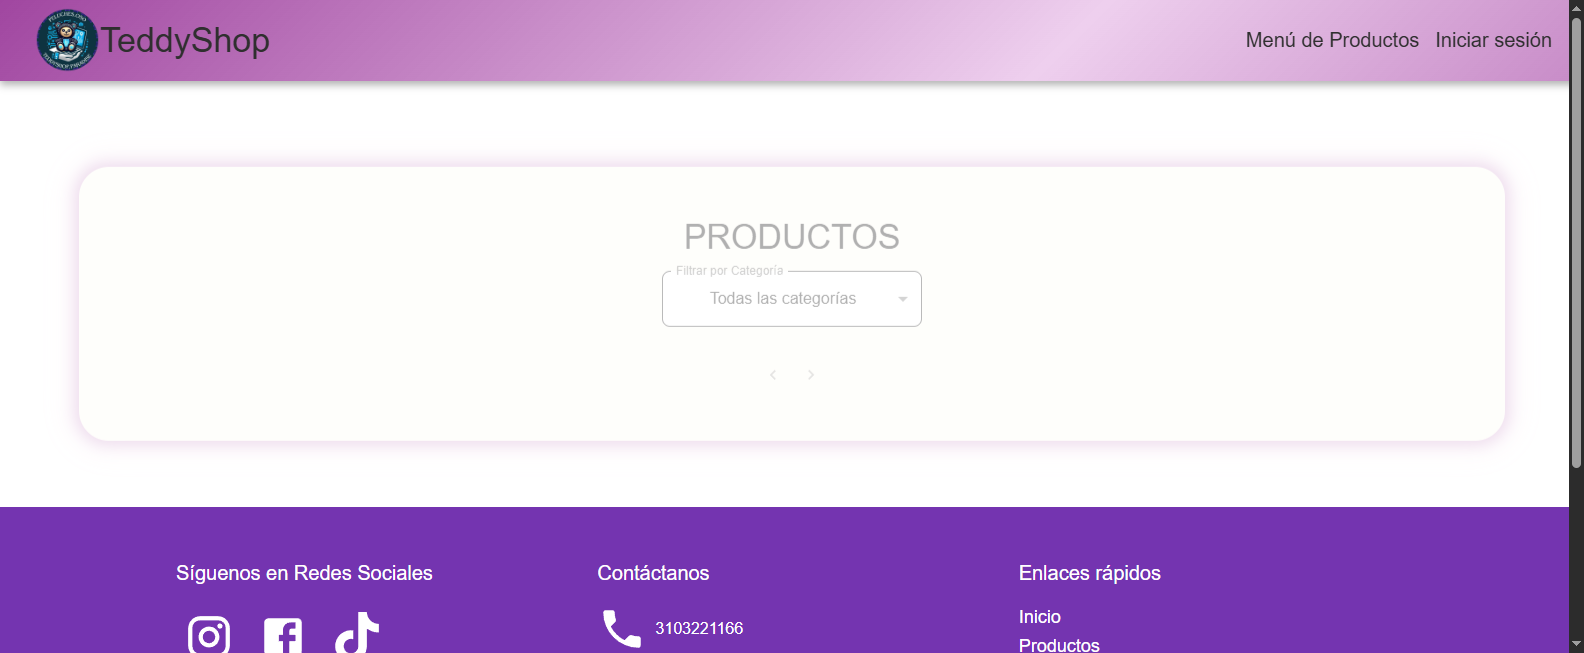 TeddyShop
Menú de Productos
Iniciar sesión
PRODUCTOS
Filtrar por Categoría
Todas las categorías
Síguenos en Redes Sociales
Contáctanos
3103221166
Enlaces rápidos
Inicio
Productos